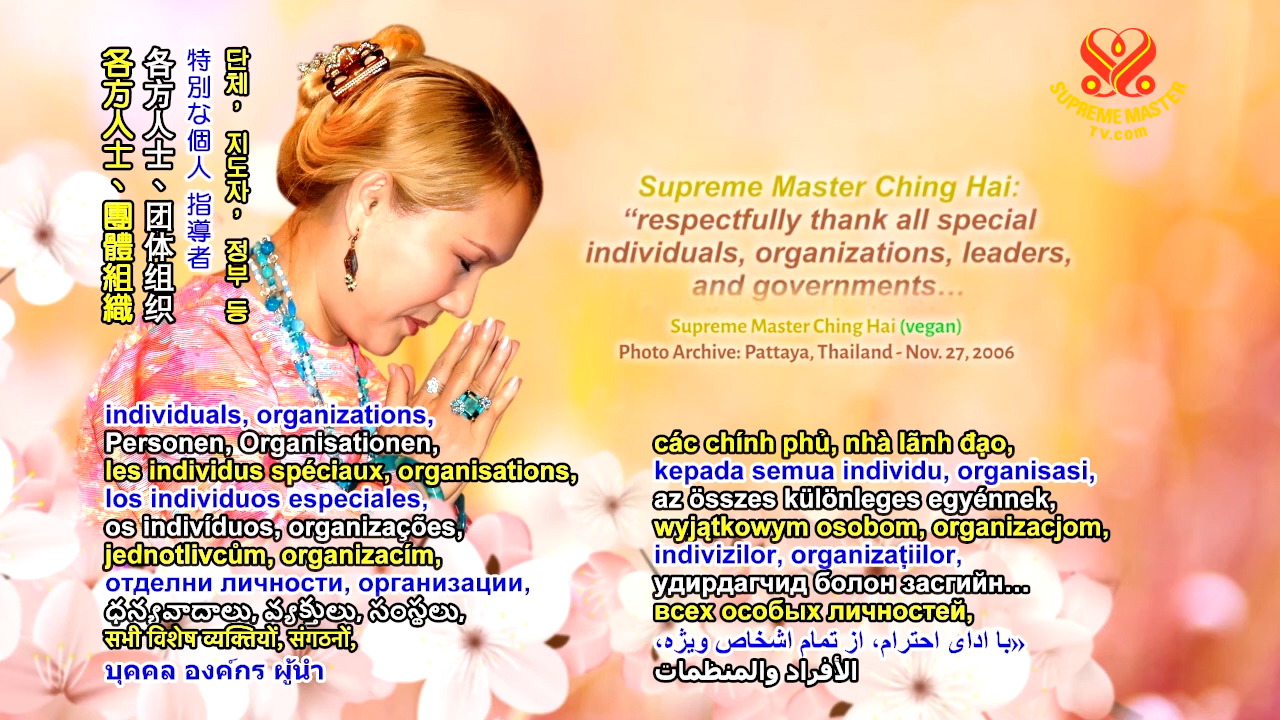 各方人士、團體組織
各方人士、团体组织
特別な個人 指導者
단체, 지도자, 정부 등
SUPREME MASTER
TV.com
Supreme Master Ching Hai:
“respectfully thank all special
individuals, organizations, leaders,
and governments…
Supreme Master Ching Hai (vegan)
Photo Archive: Pattaya, Thailand - Nov. 27, 2006
individuals, organizations,
Personen, Organisationen,
les individus spéciaux, organisations,
los individuos especiales,
os indivíduos, organizações,
jednotlivcům, organizacím,
отделни личности, организации,
ధన్యవాదాలు, వ్యక్తులు, సంస్థలు,
सभी विशेष व्यक्तियों, संगठनों,
บุคคล องค์กร ผู้นำ
các chính phủ, nhà lãnh đạo,
kepada semua individu, organisasi,
az összes különleges egyénnek,
wyjątkowym osobom, organizacjom,
indivizilor, organizațiilor,
удирдагчид болон засгийн...
всех особых личностей,
«با ادای احترام، از تمام اشخاص ویژه،
الأفراد والمنظمات